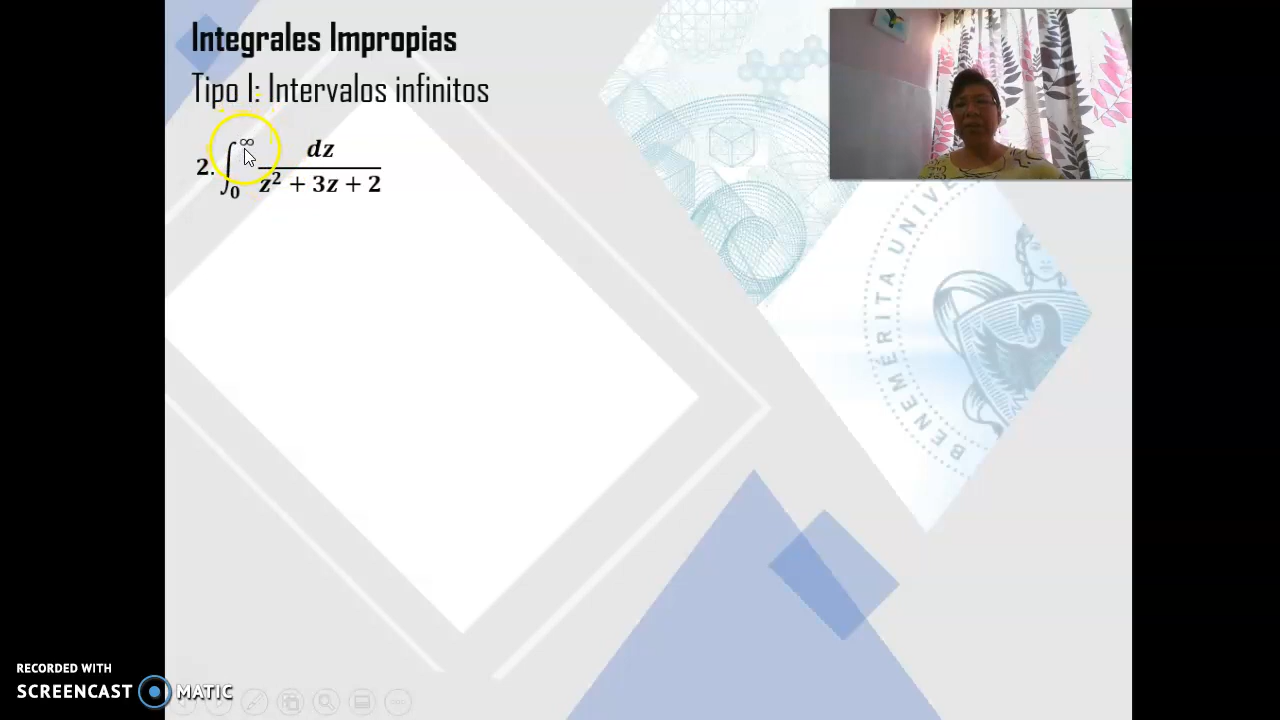 Integrales Impropias
Tipo I: Intervalos infinitos
2. ∫₀^∞ dz / (z² + 3z + 2)
BENEMÉRITA UNIVE
RECORDED WITH
SCREENCAST MATIC